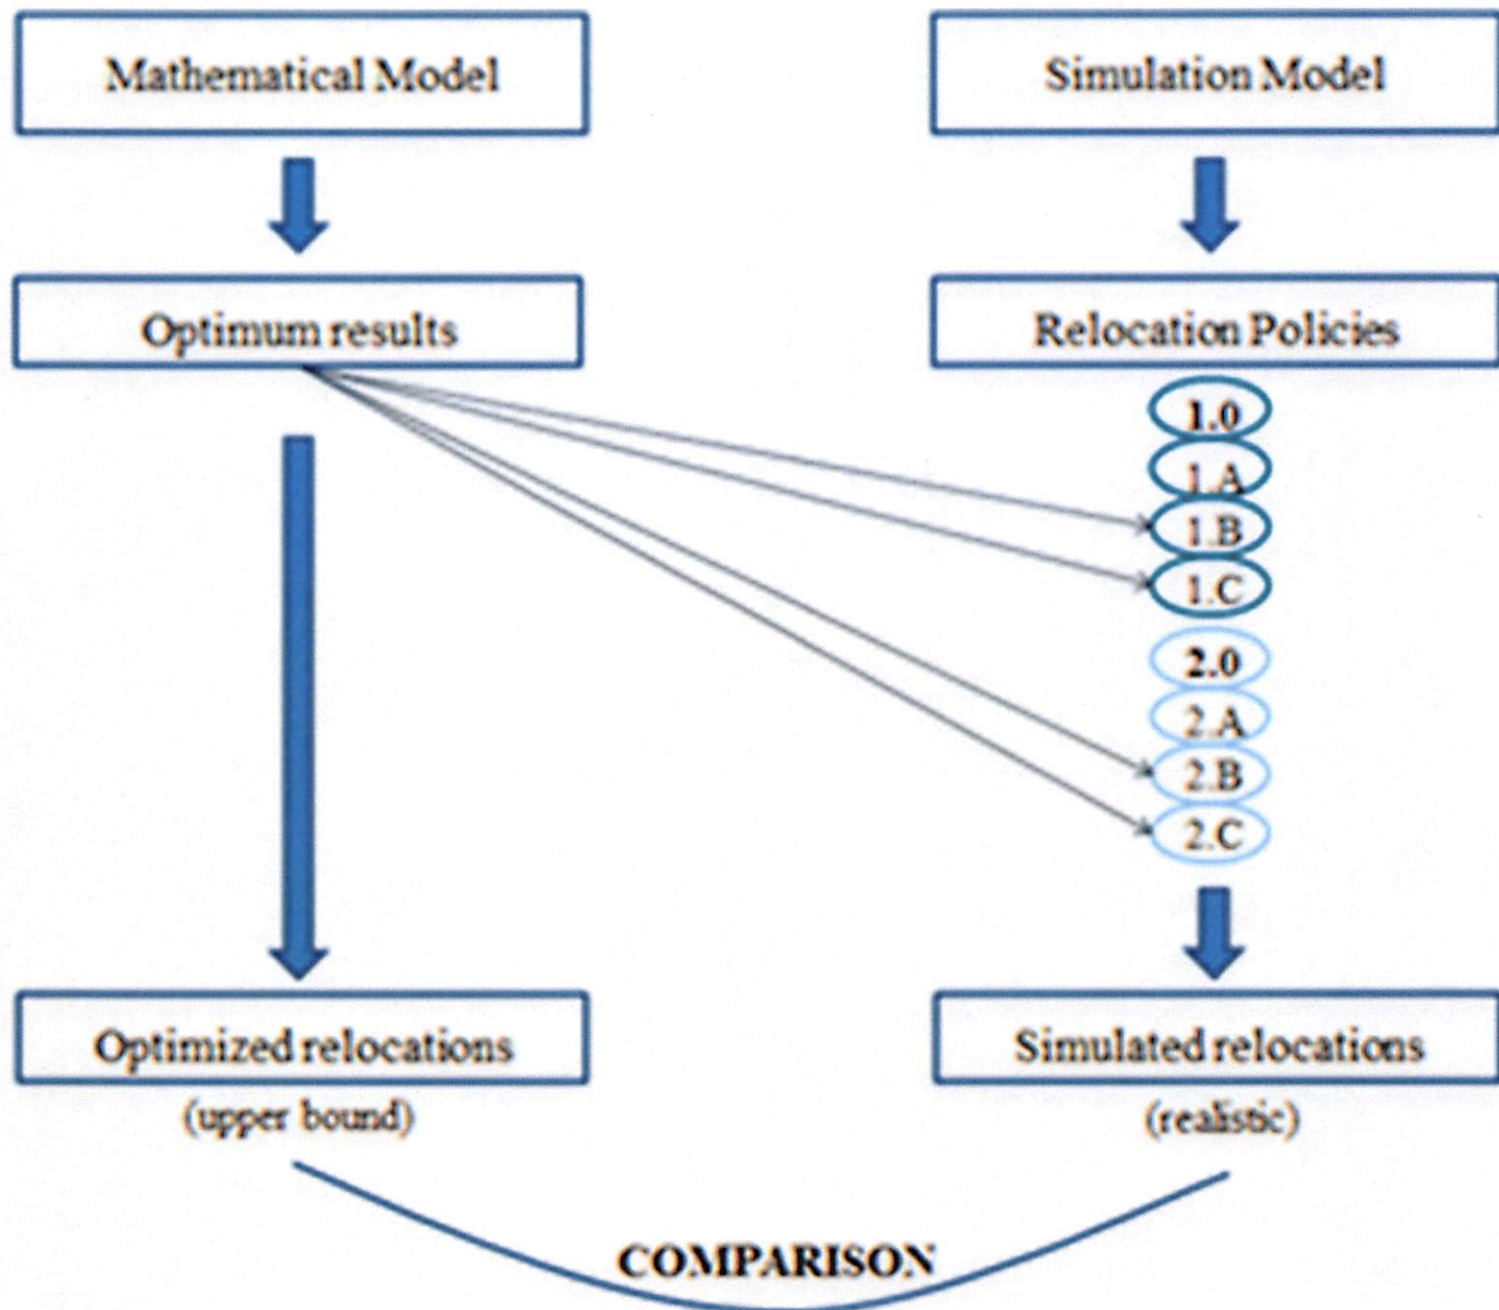 Mathematical Model
Simulation Model
Optimum results
Relocation Policies
1.0
1.A
1.B
1.C
2.0
2.A
2.B
2.C
Optimized relocations
(upper bound)
Simulated relocations
(realistic)
COMPARISON